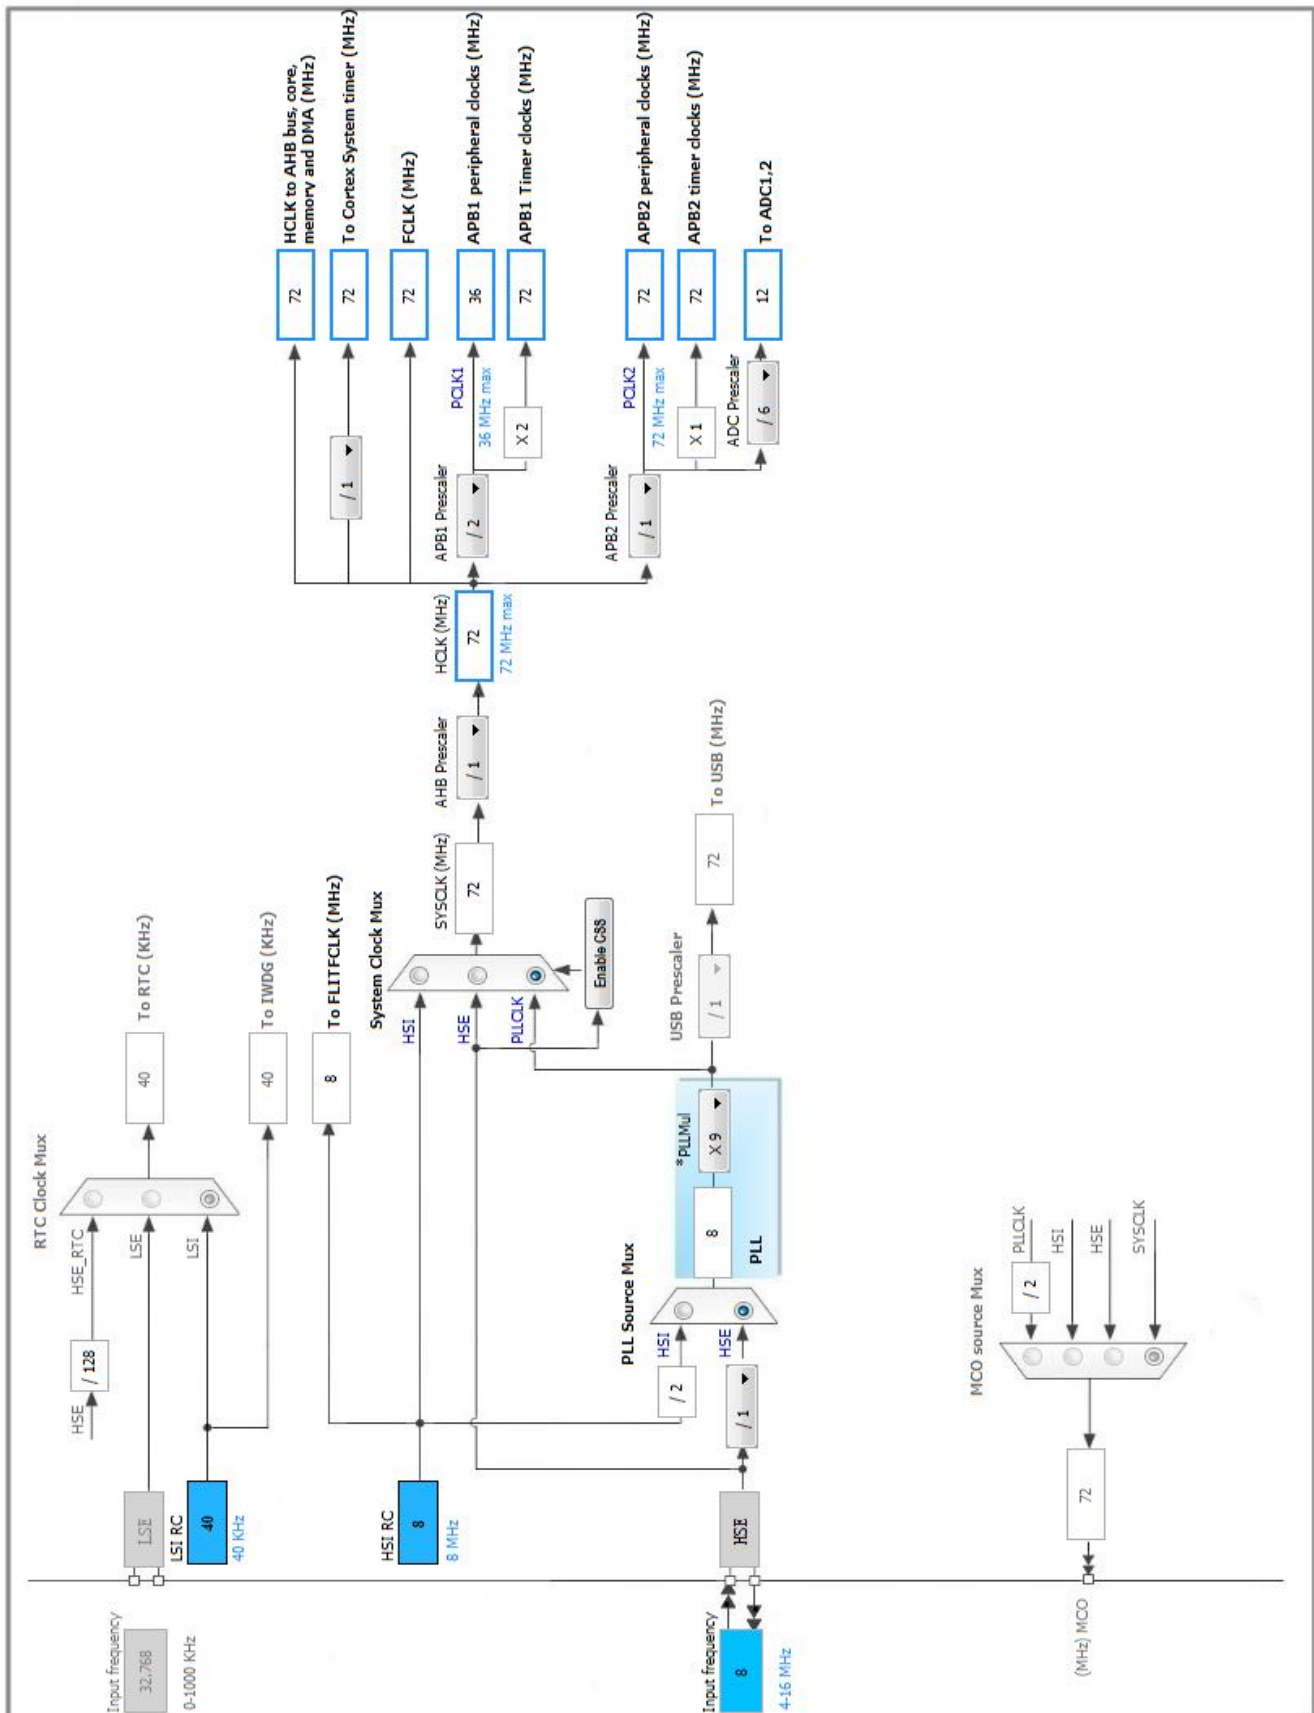 RTC Clock Mux
HSE
/ 128
HSE_RTC
LSE
LSI
40
To RTC (KHz)
40
To IWDG (KHz)
8
To FLITFCLK (MHz)
Input frequency
32.768
0-1000 KHz
LSE
LSI RC
40
40 KHz
HSI RC
8
8 MHz
System Clock Mux
HSI
HSE
PLLCLK
Enable CSS
SYSCLK (MHz)
72
AHB Prescaler
/ 1
HCLK (MHz)
72
72 MHz max
72
HCLK to AHB bus, core,
memory and DMA (MHz)
/ 1
72
To Cortex System timer (MHz)
72
FCLK (MHz)
APB1 Prescaler
/ 2
PCLK1
36 MHz max
36
APB1 peripheral clocks (MHz)
X 2
72
APB1 Timer clocks (MHz)
APB2 Prescaler
/ 1
PCLK2
72 MHz max
72
APB2 peripheral clocks (MHz)
X 1
72
APB2 timer clocks (MHz)
ADC Prescaler
/ 6
12
To ADC1,2
Input frequency
8
4-16 MHz
HSE
/ 1
/ 2
PLL Source Mux
HSI
HSE
8
PLL
*PLLMul
X 9
USB Prescaler
/ 1
72
To USB (MHz)
MCO source Mux
/ 2
PLLCLK
HSI
HSE
SYSCLK
72
(MHz) MCO